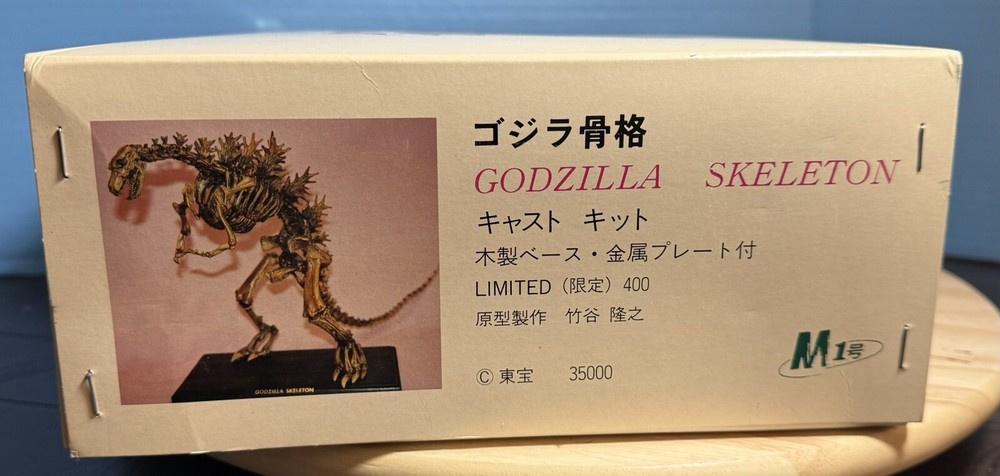 ゴジラ骨格
GODZILLA SKELETON
キャスト キット
木製ベース・金属プレート付
LIMITED (限定) 400
原型製作 竹谷 隆之
© 東宝 35000
M1号
GODZILLA SKELETON